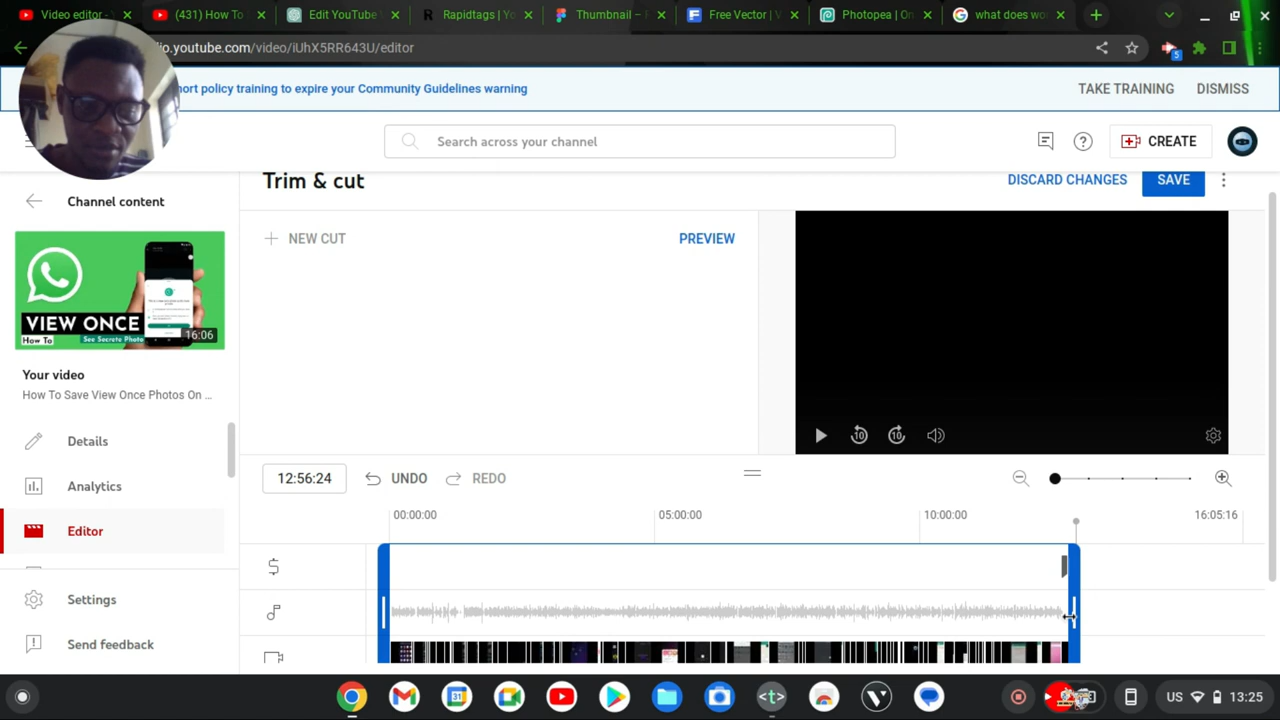 Video editor -
(431) How To
Edit YouTube
Rapidtags | Y
Thumbnail –
Free Vector |
Photopea | On
what does wo
io.youtube.com/video/iUhX5RR643U/editor
5
hort policy training to expire your Community Guidelines warning
TAKE TRAINING
DISMISS
Search across your channel
CREATE
Channel content
Trim & cut
DISCARD CHANGES
SAVE
NEW CUT
PREVIEW
VIEW ONCE
How To
See Secrete Photo
16:06
10
10
Your video
How To Save View Once Photos On ...
Details
Analytics
Editor
Settings
Send feedback
12:56:24
UNDO
REDO
00:00:00
05:00:00
10:00:00
16:05:16
31
<t>
US
13:25